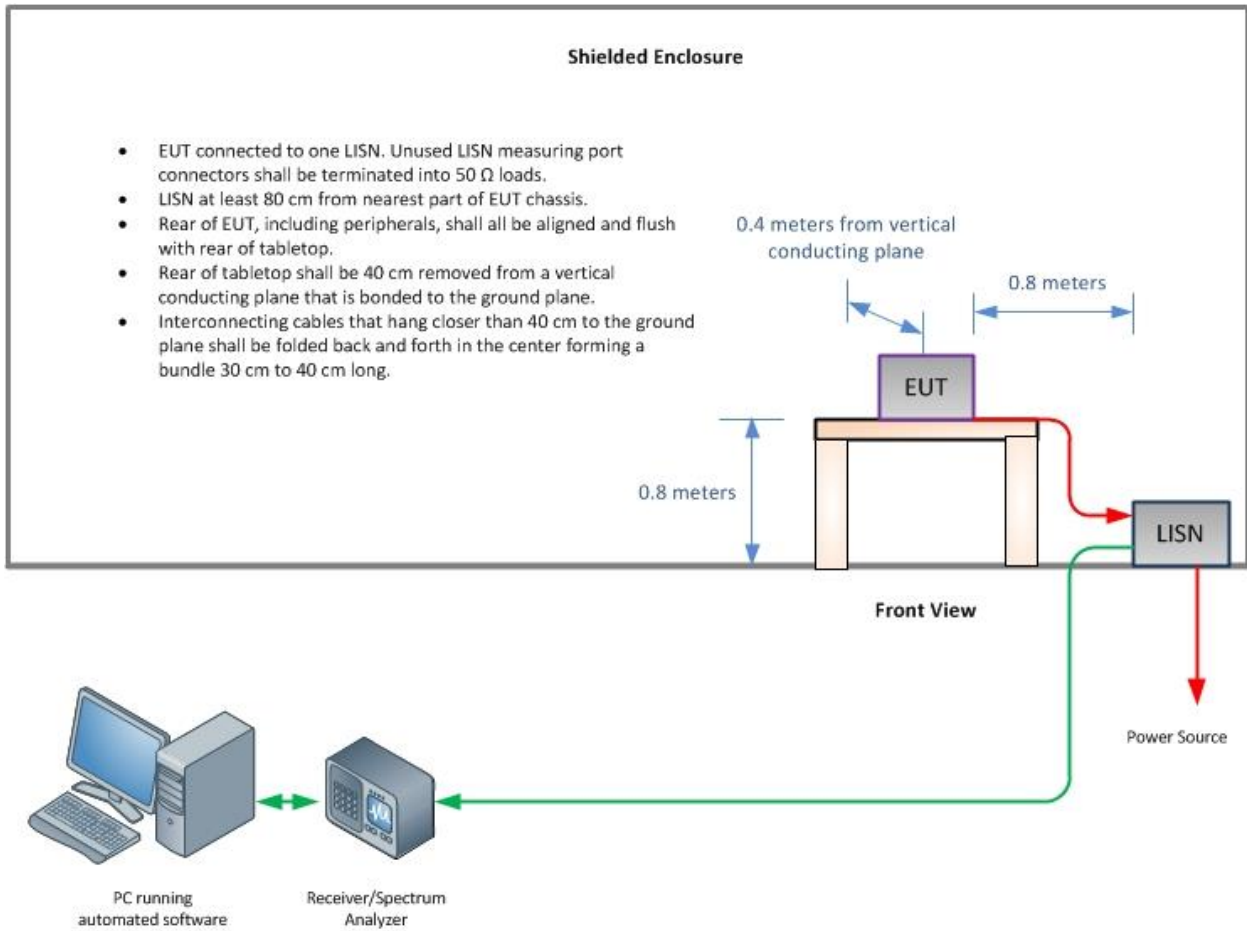 Shielded Enclosure
• EUT connected to one LISN. Unused LISN measuring port
connectors shall be terminated into 50 Ω loads.
• LISN at least 80 cm from nearest part of EUT chassis.
• Rear of EUT, including peripherals, shall all be aligned and flush
with rear of tabletop.
• Rear of tabletop shall be 40 cm removed from a vertical
conducting plane that is bonded to the ground plane.
• Interconnecting cables that hang closer than 40 cm to the ground
plane shall be folded back and forth in the center forming a
bundle 30 cm to 40 cm long.
0.4 meters from vertical
conducting plane
0.8 meters
EUT
0.8 meters
LISN
Front View
Power Source
PC running
automated software
Receiver/Spectrum
Analyzer